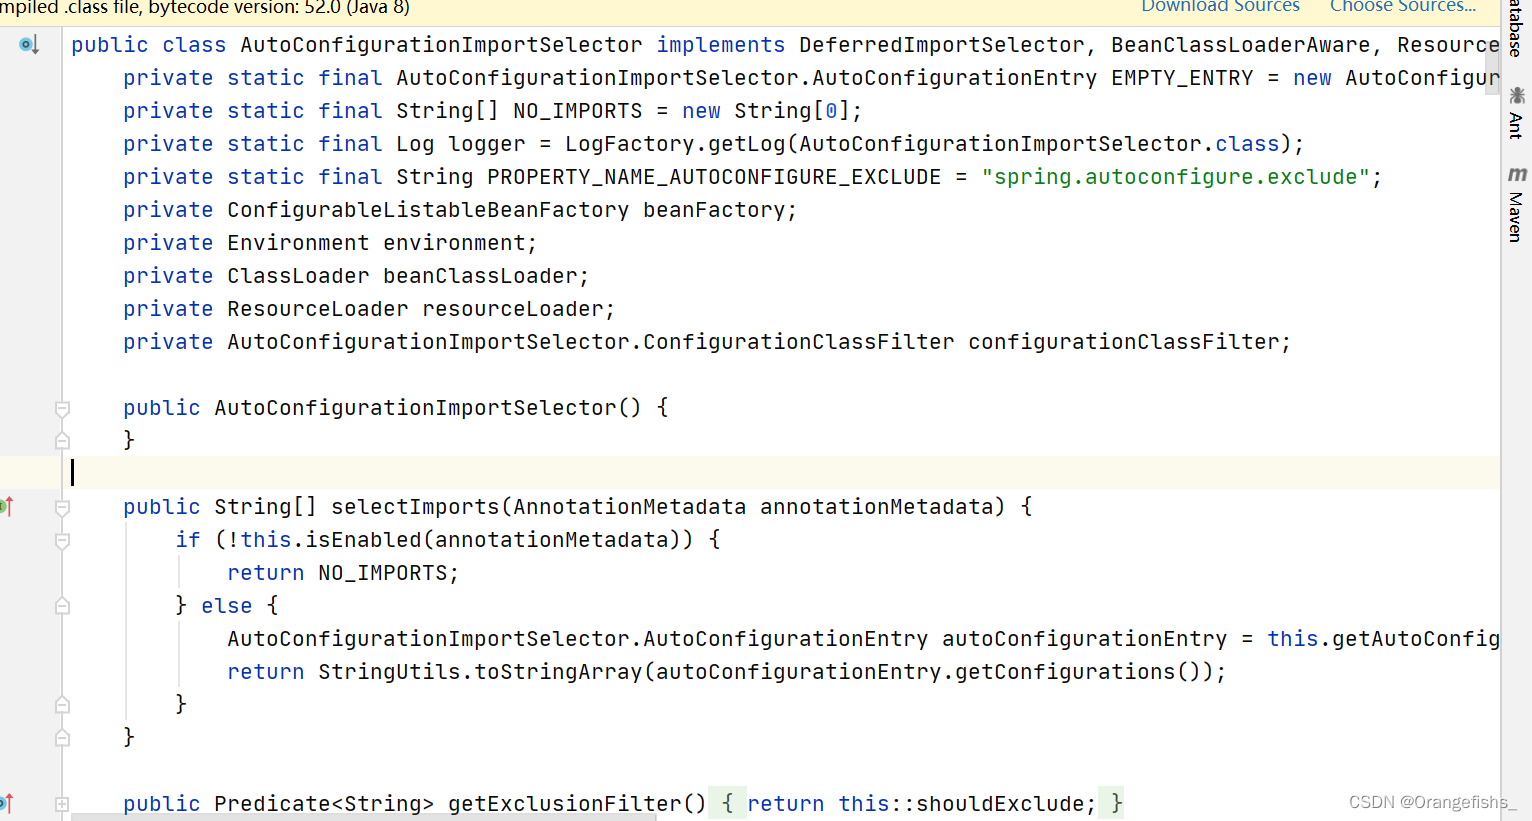 mpiled .class file, bytecode version: 52.0 (Java 8) Download Sources Choose Sources...
public class AutoConfigurationImportSelector implements DeferredImportSelector, BeanClassLoaderAware, Resource
    private static final AutoConfigurationImportSelector.AutoConfigurationEntry EMPTY_ENTRY = new AutoConfigur
    private static final String[] NO_IMPORTS = new String[0];
    private static final Log logger = LogFactory.getLog(AutoConfigurationImportSelector.class);
    private static final String PROPERTY_NAME_AUTOCONFIGURE_EXCLUDE = "spring.autoconfigure.exclude";
    private ConfigurableListableBeanFactory beanFactory;
    private Environment environment;
    private ClassLoader beanClassLoader;
    private ResourceLoader resourceLoader;
    private AutoConfigurationImportSelector.ConfigurationClassFilter configurationClassFilter;
    public AutoConfigurationImportSelector() {
    }
    public String[] selectImports(AnnotationMetadata annotationMetadata) {
        if (!this.isEnabled(annotationMetadata)) {
            return NO_IMPORTS;
        } else {
            AutoConfigurationImportSelector.AutoConfigurationEntry autoConfigurationEntry = this.getAutoConfig
            return StringUtils.toStringArray(autoConfigurationEntry.getConfigurations());
        }
    }
    public Predicate<String> getExclusionFilter() { return this::shouldExclude; }
atabase
Ant
m Maven
CSDN @Orangefishs_